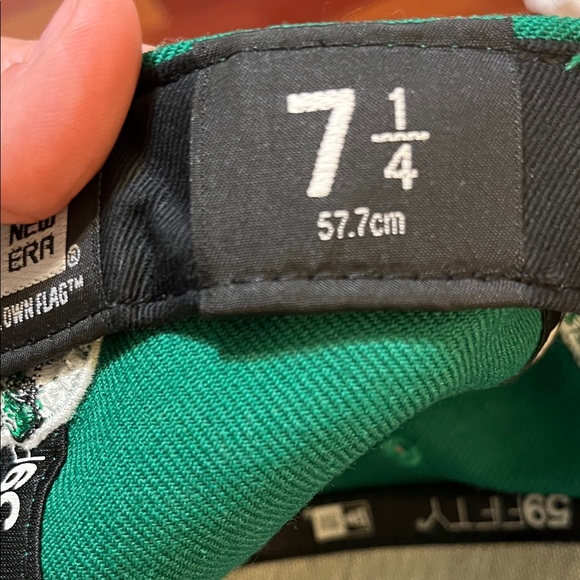 7 1/4
57.7cm
NEW
ERA®
OWN FLAG™
59FIFTY